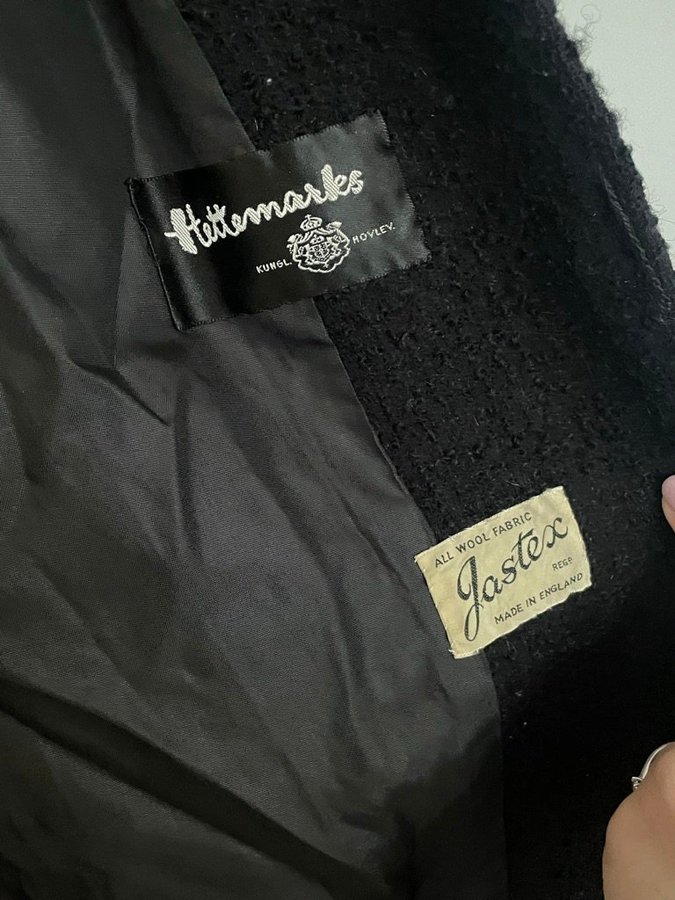 Hettemarks
KUNGL. HOVLEV.
ALL WOOL FABRIC
Jastex
REGD
MADE IN ENGLAND